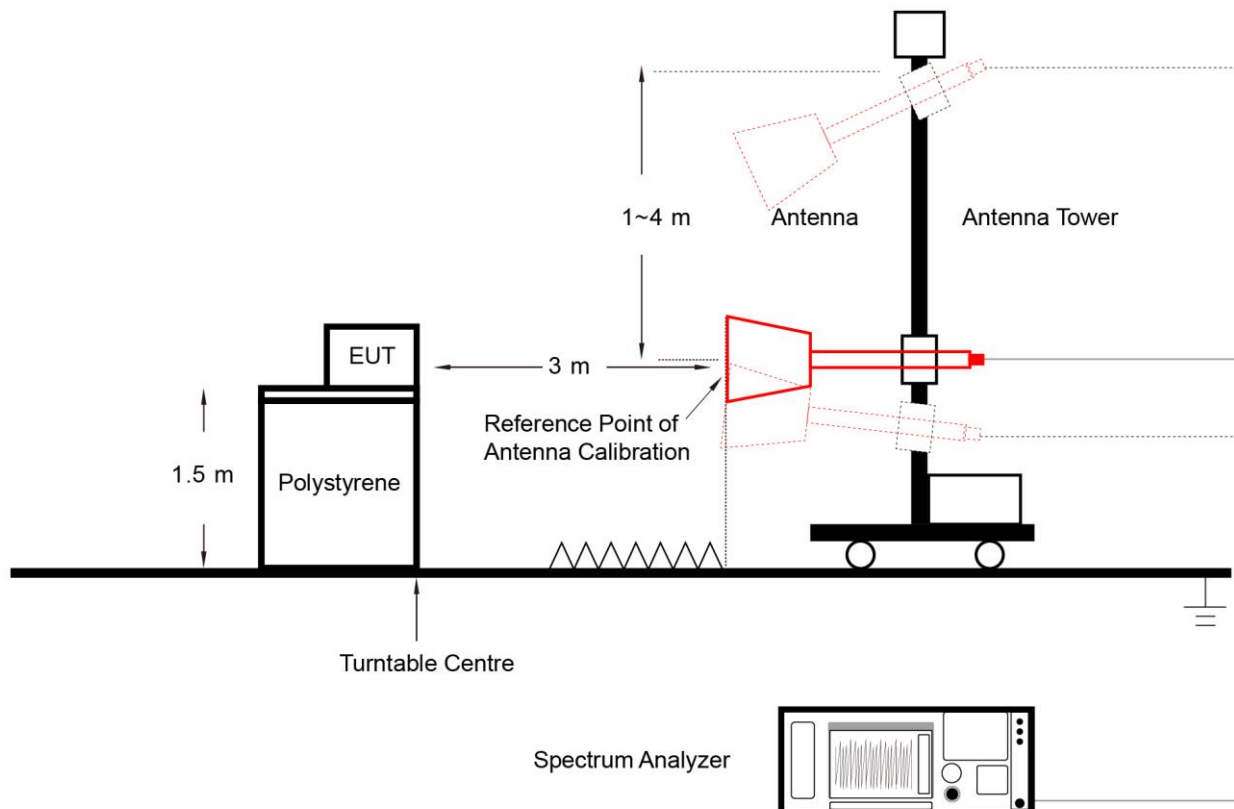 1~4 m
Antenna
Antenna Tower
EUT
3 m
Reference Point of
Antenna Calibration
1.5 m
Polystyrene
Turntable Centre
Spectrum Analyzer